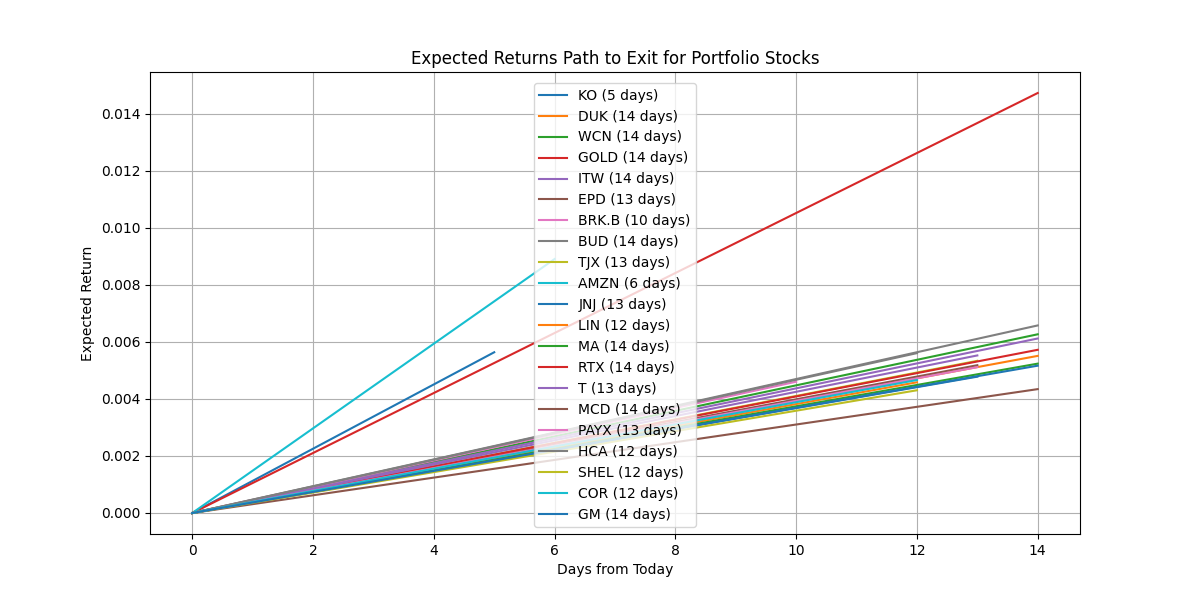 Expected Returns Path to Exit for Portfolio Stocks
Expected Return
0.014
0.012
0.010
0.008
0.006
0.004
0.002
0.000
KO (5 days)
DUK (14 days)
WCN (14 days)
GOLD (14 days)
ITW (14 days)
EPD (13 days)
BRK.B (10 days)
BUD (14 days)
TJX (13 days)
AMZN (6 days)
JNJ (13 days)
LIN (12 days)
MA (14 days)
RTX (14 days)
T (13 days)
MCD (14 days)
PAYX (13 days)
HCA (12 days)
SHEL (12 days)
COR (12 days)
GM (14 days)
0 2 4 6 8 10 12 14
Days from Today